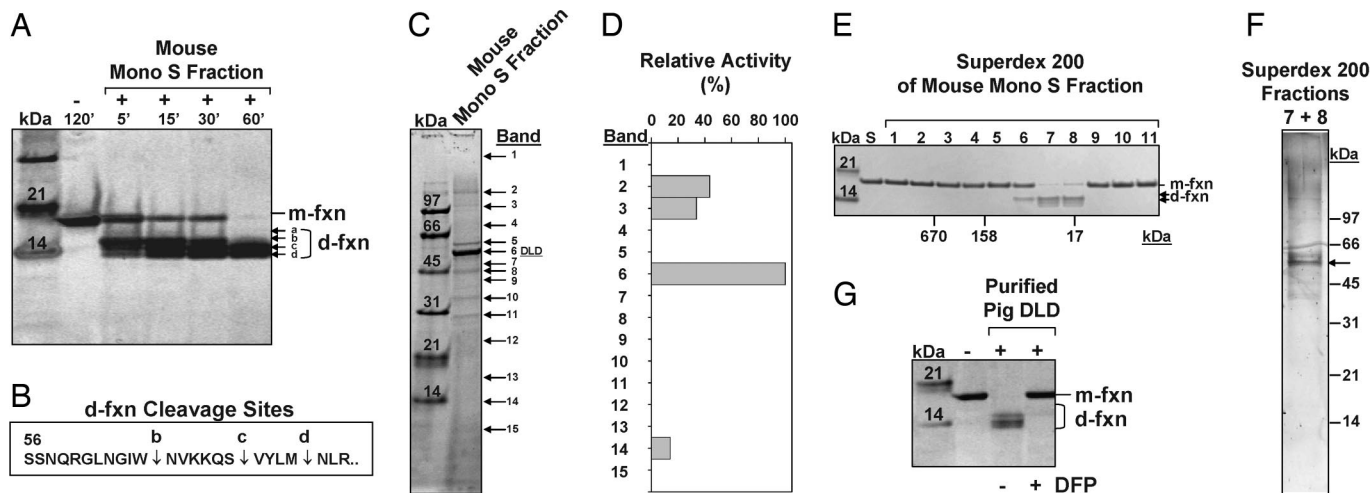 A
Mouse
Mono S Fraction
- + + + +
kDa 120' 5' 15' 30' 60'
21
14
m-fxn
a
b
c
d
d-fxn
B
d-fxn Cleavage Sites
56 b c d
SSNQRGLNGIW ↓ NVKKQS ↓ VYLM ↓ NLR..
C
Mouse
Mono S Fraction
kDa
Band
97
66
45
31
21
14
1
2
3
4
5
6 DLD
7
8
9
10
11
12
13
14
15
D
Relative Activity
(%)
0 20 40 60 80 100
Band
1
2
3
4
5
6
7
8
9
10
11
12
13
14
15
E
Superdex 200
of Mouse Mono S Fraction
kDa S 1 2 3 4 5 6 7 8 9 10 11
21
14
m-fxn
d-fxn
670 158 17 kDa
F
Superdex 200
Fractions
7 + 8
kDa
97
66
45
31
21
14
G
Purified
Pig DLD
kDa - + +
21
14
m-fxn
d-fxn
- + DFP